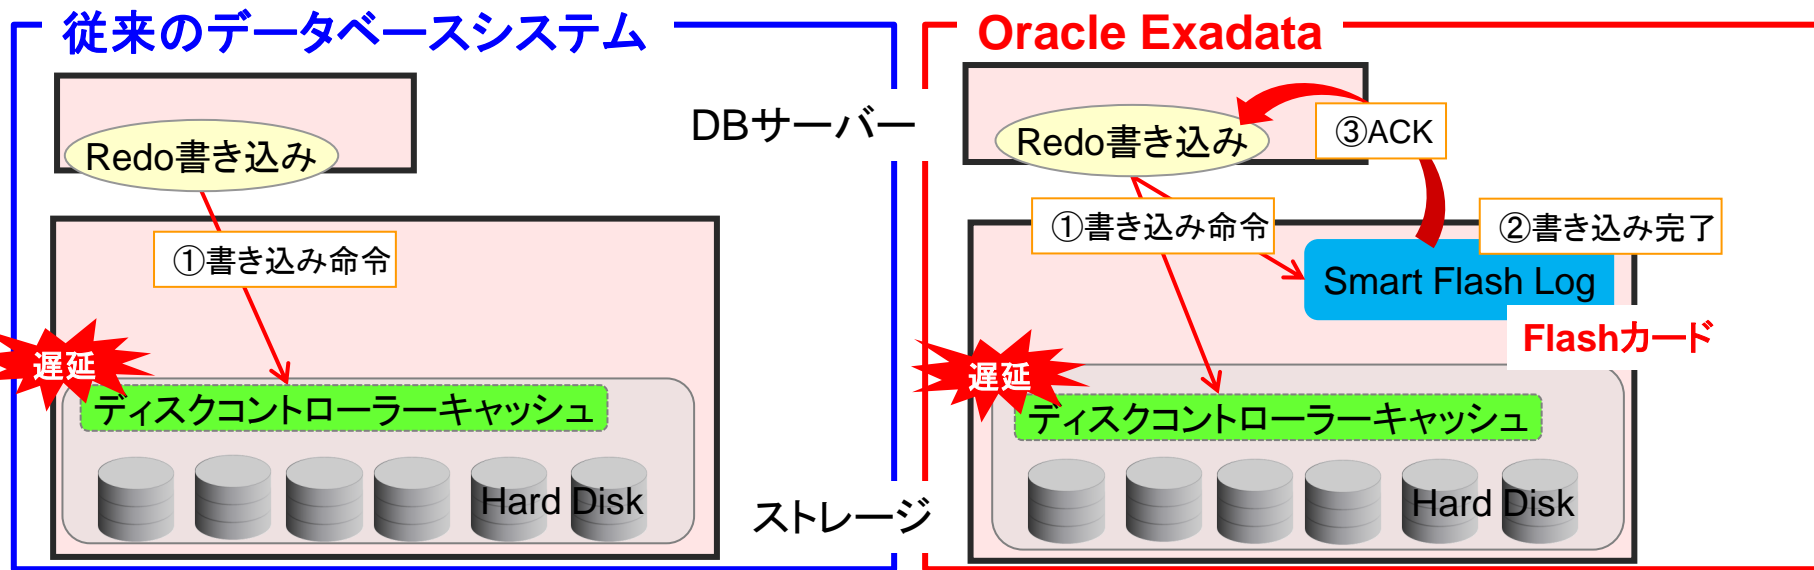 従来のデータベースシステム
Redo書き込み
①書き込み命令
遅延
ディスクコントローラーキャッシュ
Hard Disk
DBサーバー
ストレージ
Oracle Exadata
Redo書き込み
③ACK
①書き込み命令
②書き込み完了
Smart Flash Log
Flashカード
遅延
ディスクコントローラーキャッシュ
Hard Disk